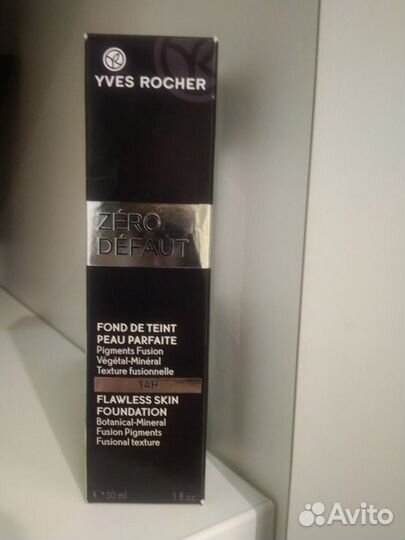 YVES ROCHER
ZÉRO
DÉFAUT
FOND DE TEINT
PEAU PARFAITE
Pigments Fusion
Végétal-Minéral
Texture fusionnelle
14H
FLAWLESS SKIN
FOUNDATION
Botanical-Mineral
Fusion Pigments
Fusional texture
℮ 30 ml 1 fl.oz.
Avito